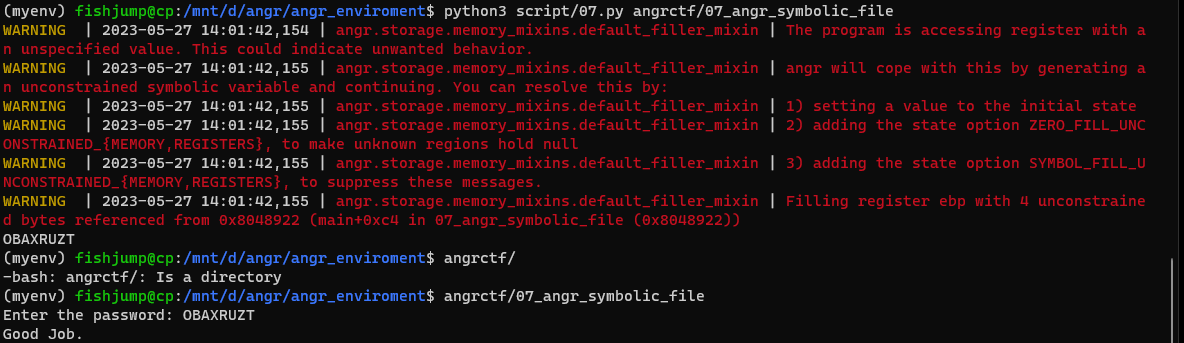 (myenv) fishjump@cp:/mnt/d/angr/angr_enviroment$ python3 script/07.py angrctf/07_angr_symbolic_file
WARNING  | 2023-05-27 14:01:42,154 | angr.storage.memory_mixins.default_filler_mixin | The program is accessing register with a
n unspecified value. This could indicate unwanted behavior.
WARNING  | 2023-05-27 14:01:42,155 | angr.storage.memory_mixins.default_filler_mixin | angr will cope with this by generating a
n unconstrained symbolic variable and continuing. You can resolve this by:
WARNING  | 2023-05-27 14:01:42,155 | angr.storage.memory_mixins.default_filler_mixin | 1) setting a value to the initial state
WARNING  | 2023-05-27 14:01:42,155 | angr.storage.memory_mixins.default_filler_mixin | 2) adding the state option ZERO_FILL_UNC
ONSTRAINED_{MEMORY,REGISTERS}, to make unknown regions hold null
WARNING  | 2023-05-27 14:01:42,155 | angr.storage.memory_mixins.default_filler_mixin | 3) adding the state option SYMBOL_FILL_U
NCONSTRAINED_{MEMORY,REGISTERS}, to suppress these messages.
WARNING  | 2023-05-27 14:01:42,155 | angr.storage.memory_mixins.default_filler_mixin | Filling register ebp with 4 unconstraine
d bytes referenced from 0x8048922 (main+0xc4 in 07_angr_symbolic_file (0x8048922))
OBAXRUZT
(myenv) fishjump@cp:/mnt/d/angr/angr_enviroment$ angrctf/
-bash: angrctf/: Is a directory
(myenv) fishjump@cp:/mnt/d/angr/angr_enviroment$ angrctf/07_angr_symbolic_file
Enter the password: OBAXRUZT
Good Job.